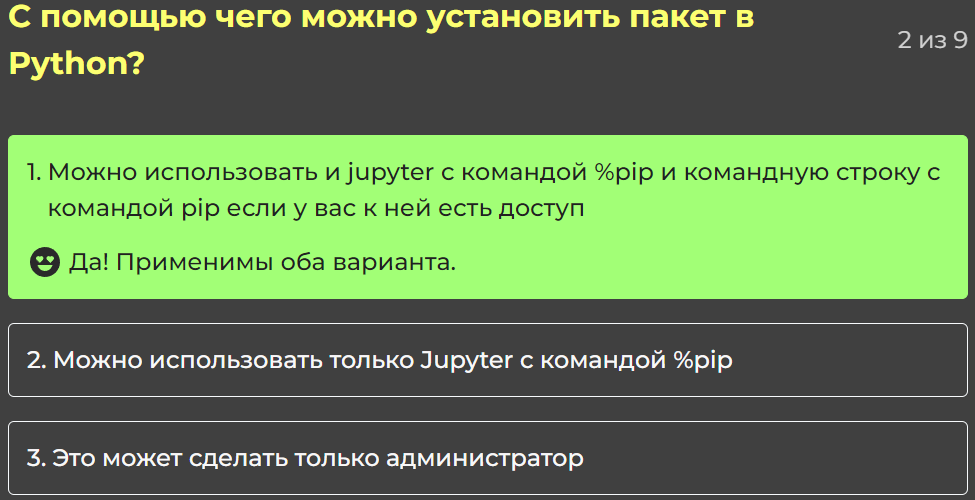 С помощью чего можно установить пакет в
2 из 9
Python?
1. Можно использовать и jupyter с командой %pip и командную строку с
командой pip если у вас к ней есть доступ
Да! Применимы оба варианта.
2. Можно использовать только Jupyter с командой %pip
3. Это может сделать только администратор